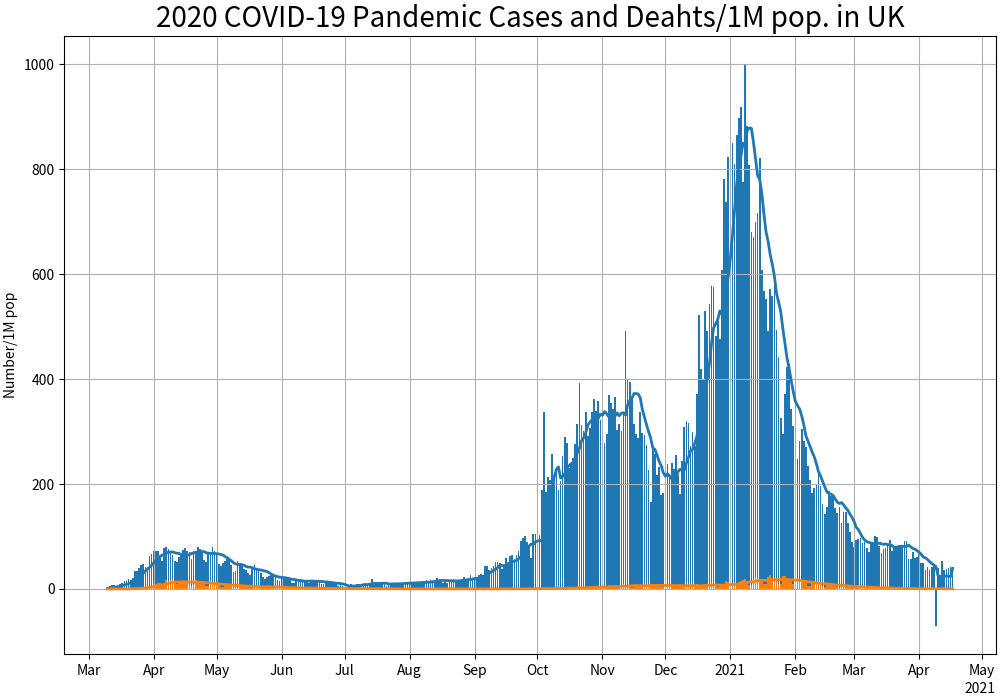 2020 COVID-19 Pandemic Cases and Deahts/1M pop. in UK
Number/1M pop
1000
800
600
400
200
0
Mar Apr May Jun Jul Aug Sep Oct Nov Dec 2021 Feb Mar Apr May
2021